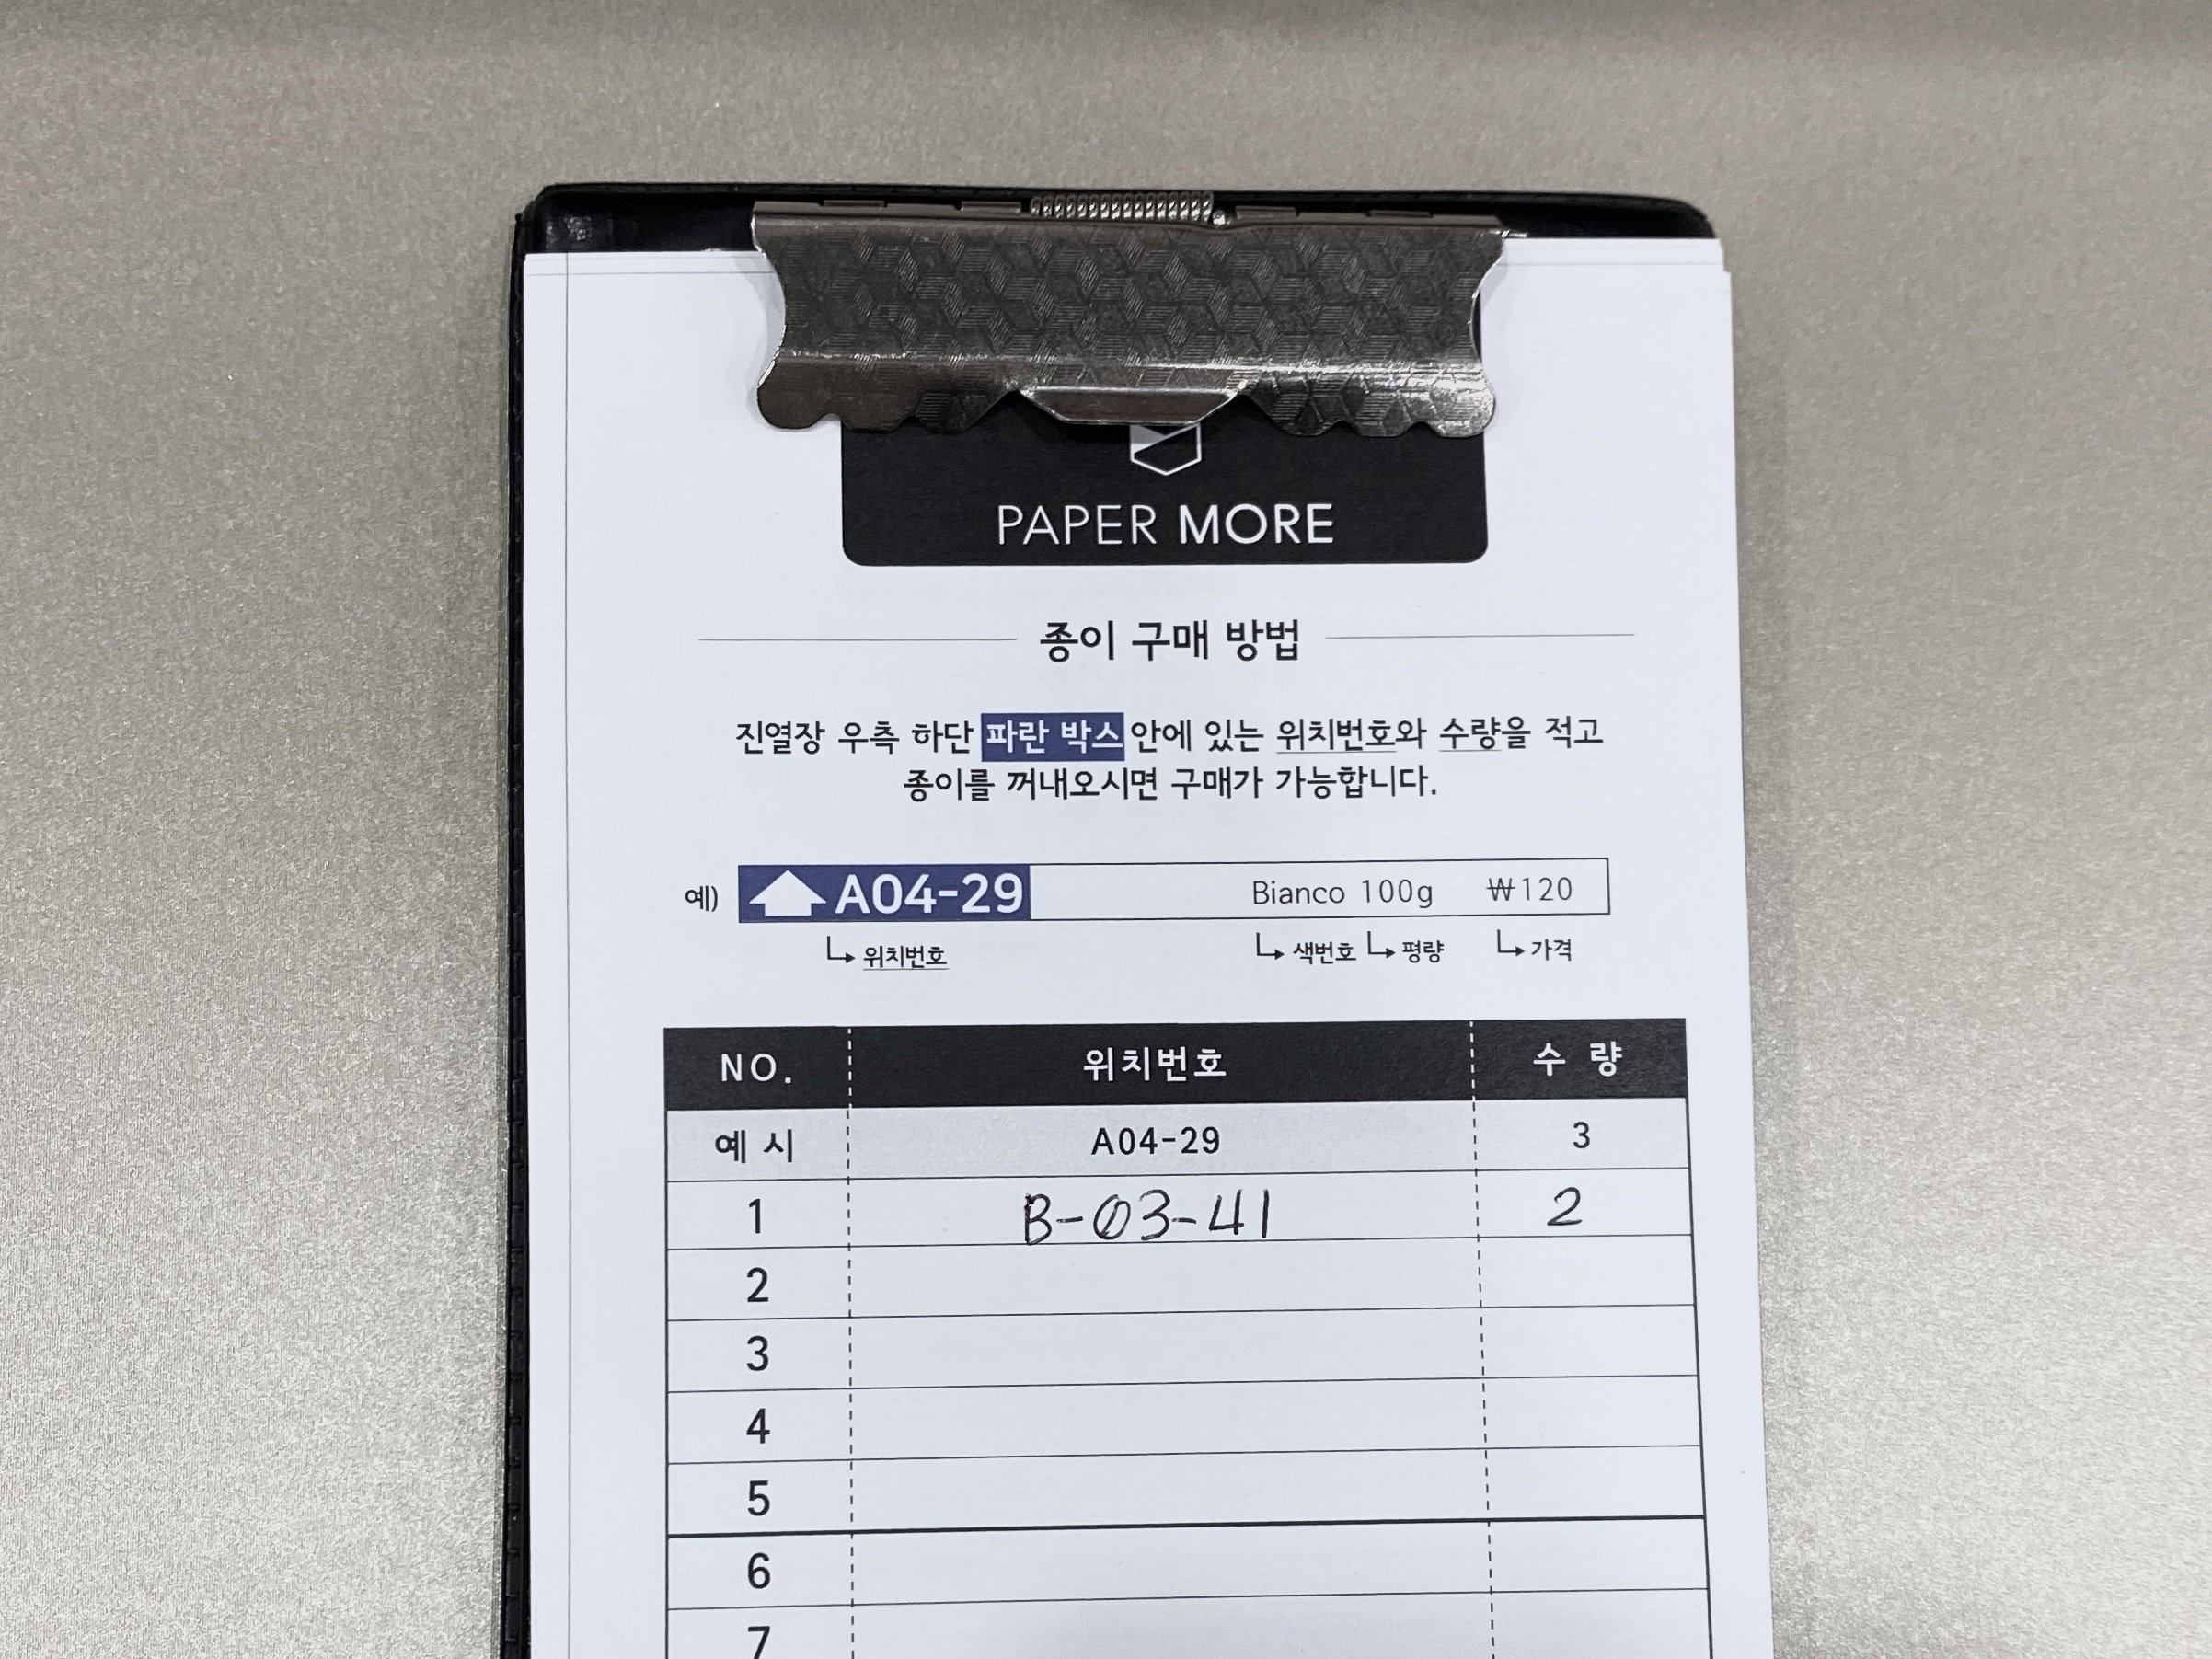 PAPER MORE
종이 구매 방법
진열장 우측 하단 파란 박스 안에 있는 위치번호와 수량을 적고
종이를 꺼내오시면 구매가 가능합니다.
예) A04-29 Bianco 100g ₩120
위치번호 색번호 평량 가격
NO. 위치번호 수 량
예 시 A04-29 3
1 B-03-41 2
2
3
4
5
6
7